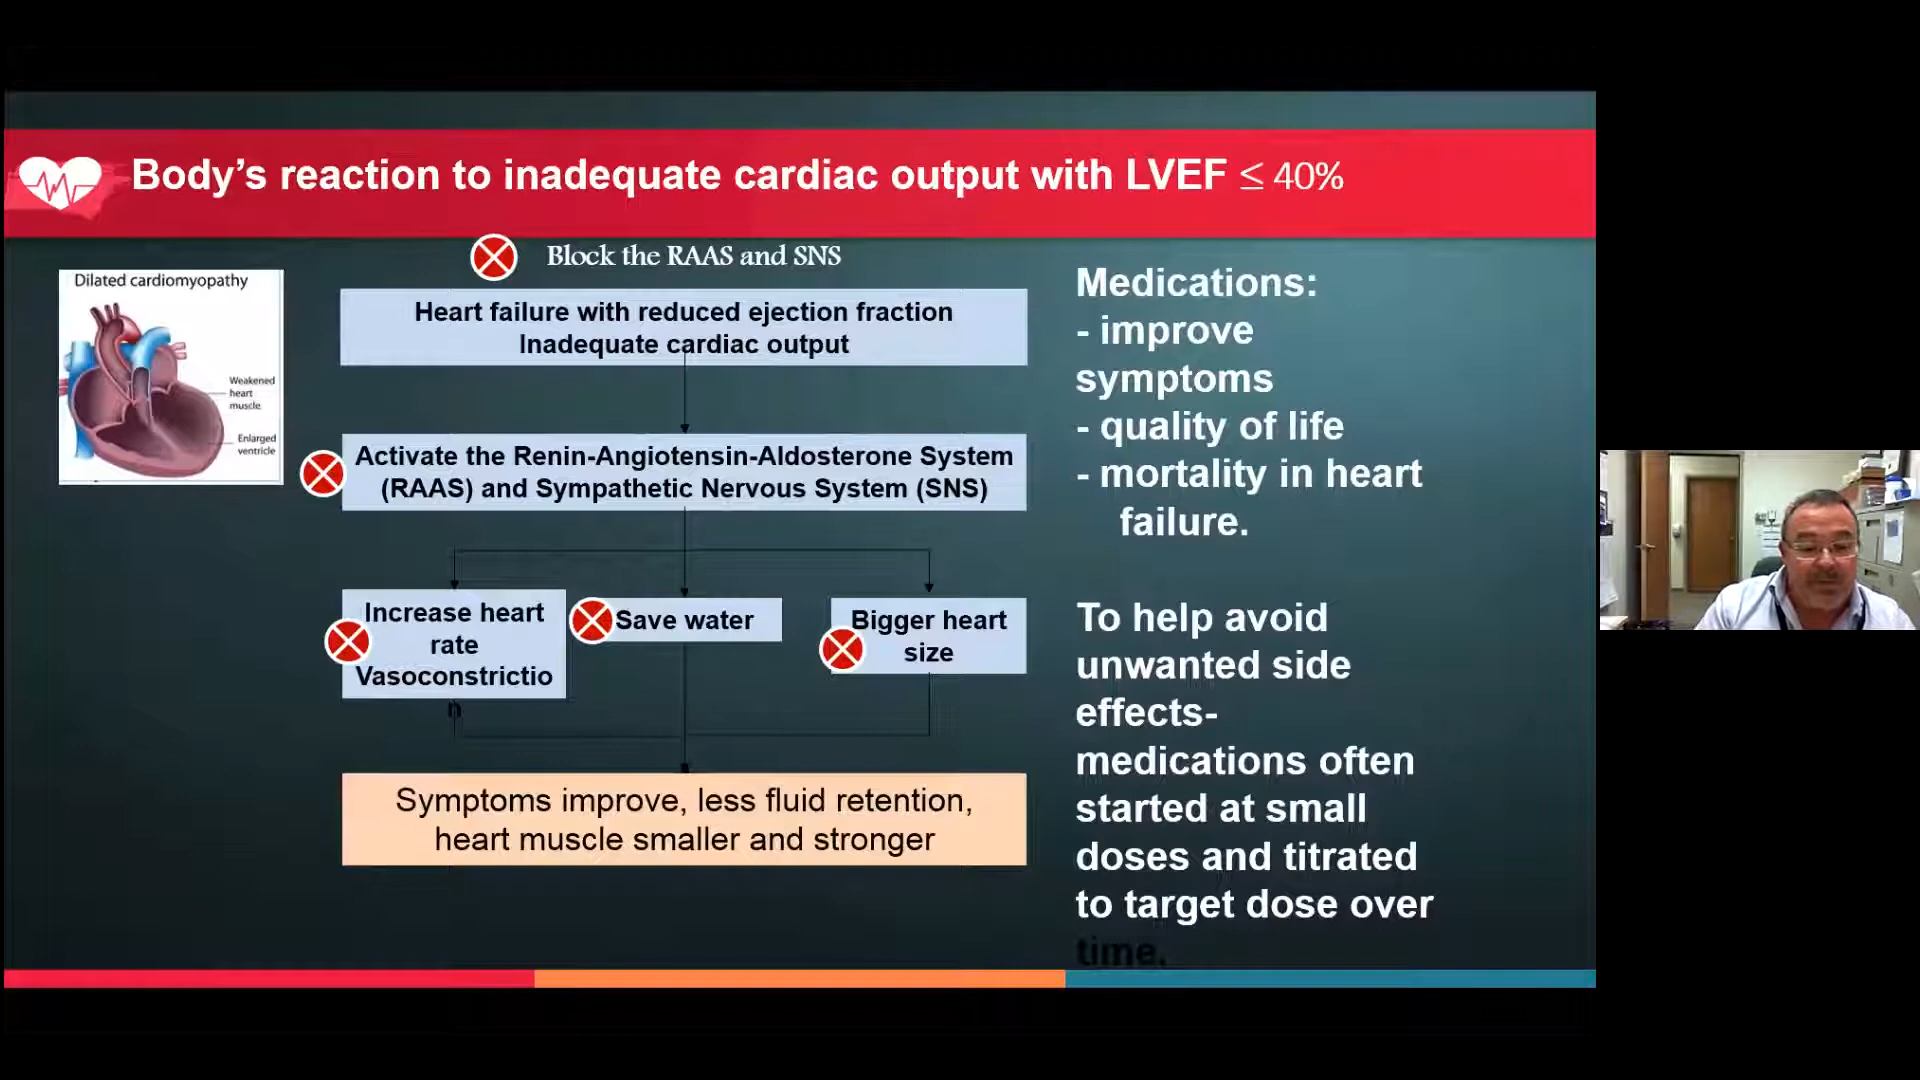 Body's reaction to inadequate cardiac output with LVEF ≤ 40%
Block the RAAS and SNS
Dilated cardiomyopathy
Weakened
heart
muscle
Enlarged
ventricle
Heart failure with reduced ejection fraction
Inadequate cardiac output
Activate the Renin-Angiotensin-Aldosterone System
(RAAS) and Sympathetic Nervous System (SNS)
Increase heart
rate
Vasoconstrictio
n
Save water
Bigger heart
size
Symptoms improve, less fluid retention,
heart muscle smaller and stronger
Medications:
- improve
symptoms
- quality of life
- mortality in heart
failure.
To help avoid
unwanted side
effects-
medications often
started at small
doses and titrated
to target dose over
time.